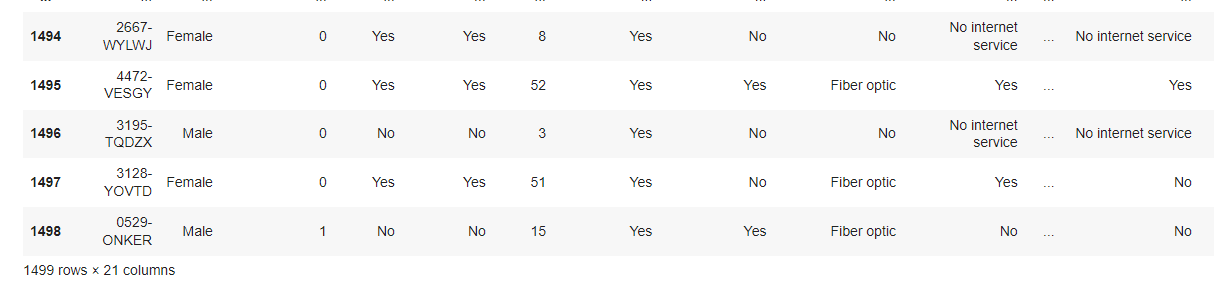 ... ... ... ... ... ... ... ...
1494 2667-WYLWJ Female 0 Yes Yes 8 Yes No No No internet service ... No internet service
1495 4472-VESGY Female 0 Yes Yes 52 Yes Yes Fiber optic Yes ... Yes
1496 3195-TQDZX Male 0 No No 3 Yes No No No internet service ... No internet service
1497 3128-YOVTD Female 0 Yes Yes 51 Yes No Fiber optic Yes ... No
1498 0529-ONKER Male 1 No No 15 Yes Yes Fiber optic No ... No
1499 rows × 21 columns